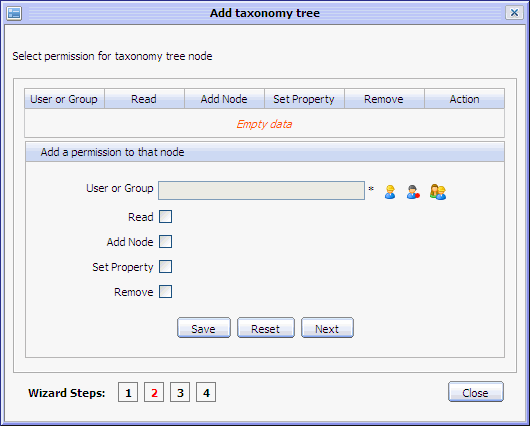 Add taxonomy tree
Select permission for taxonomy tree node
User or Group Read Add Node Set Property Remove Action
Empty data
Add a permission to that node
User or Group *
Read
Add Node
Set Property
Remove
Save Reset Next
Wizard Steps: 1 2 3 4 Close